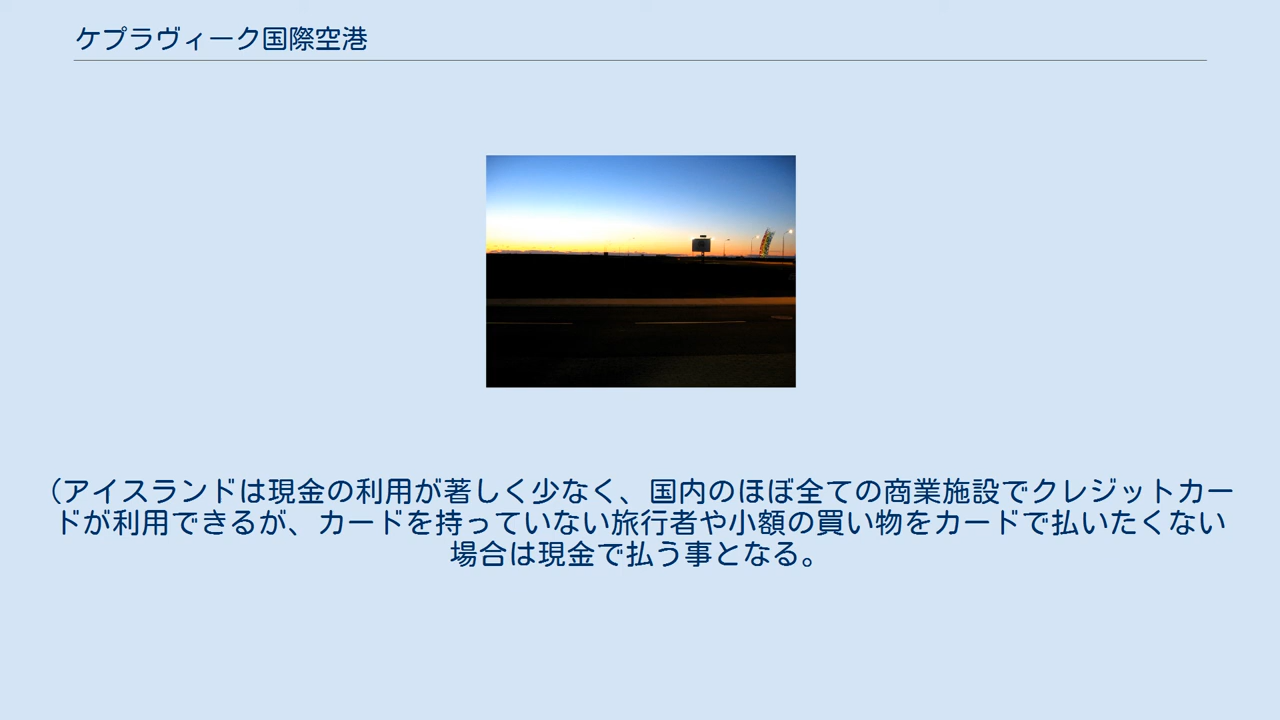 ケプラヴィーク国際空港
（アイスランドは現金の利用が著しく少なく、国内のほぼ全ての商業施設でクレジットカー
ドが利用できるが、カードを持っていない旅行者や小額の買い物をカードで払いたくない
場合は現金で払う事となる。